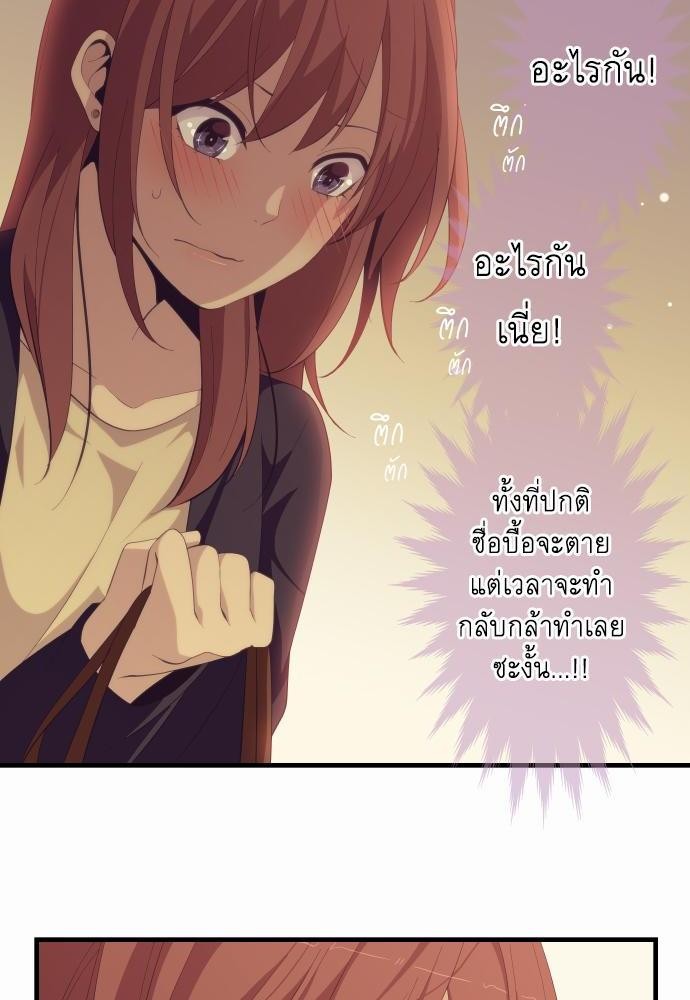 อะไรกัน!
ตึก
ตัก
อะไรกัน
เนี่ย!
ตึก
ตัก
ตึก
ตัก
ทั้งที่ปกติ
ซื่อบื้อจะตาย
แต่เวลาจะทำ
กลับกล้าทำเลย
ซะงั้น...!!